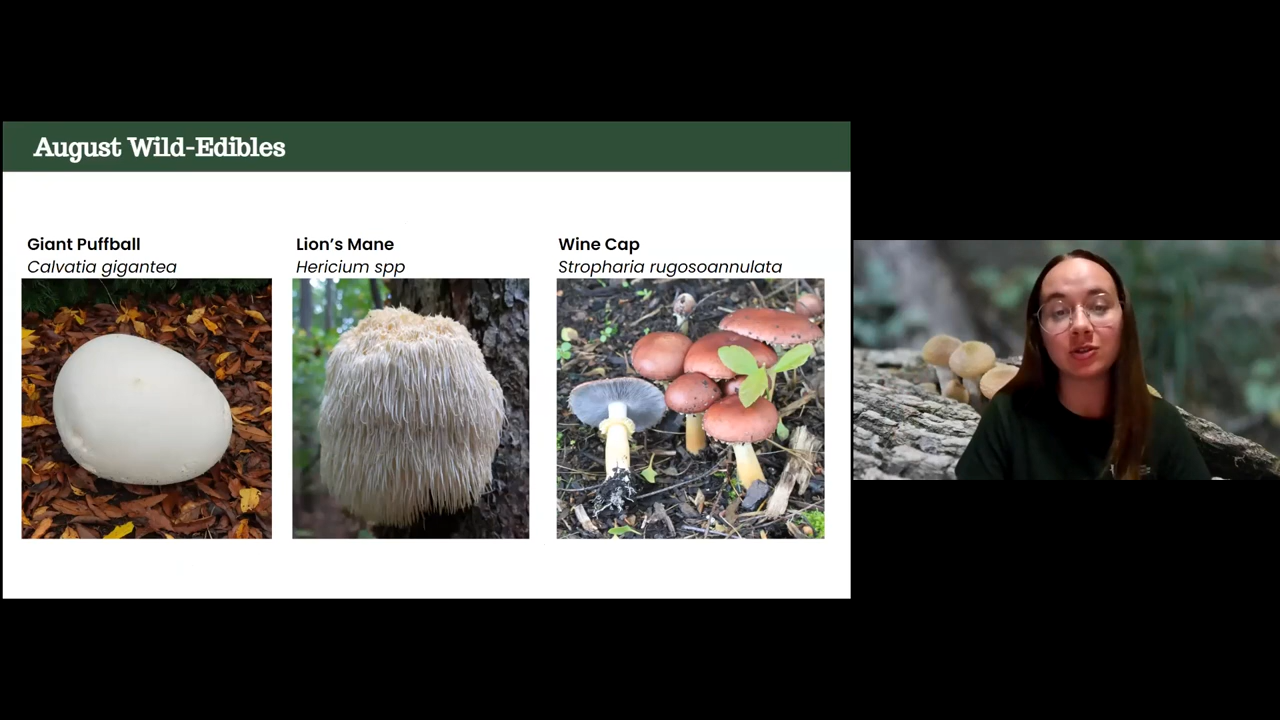 August Wild-Edibles
Giant Puffball
Calvatia gigantea
Lion's Mane
Hericium spp
Wine Cap
Stropharia rugosoannulata